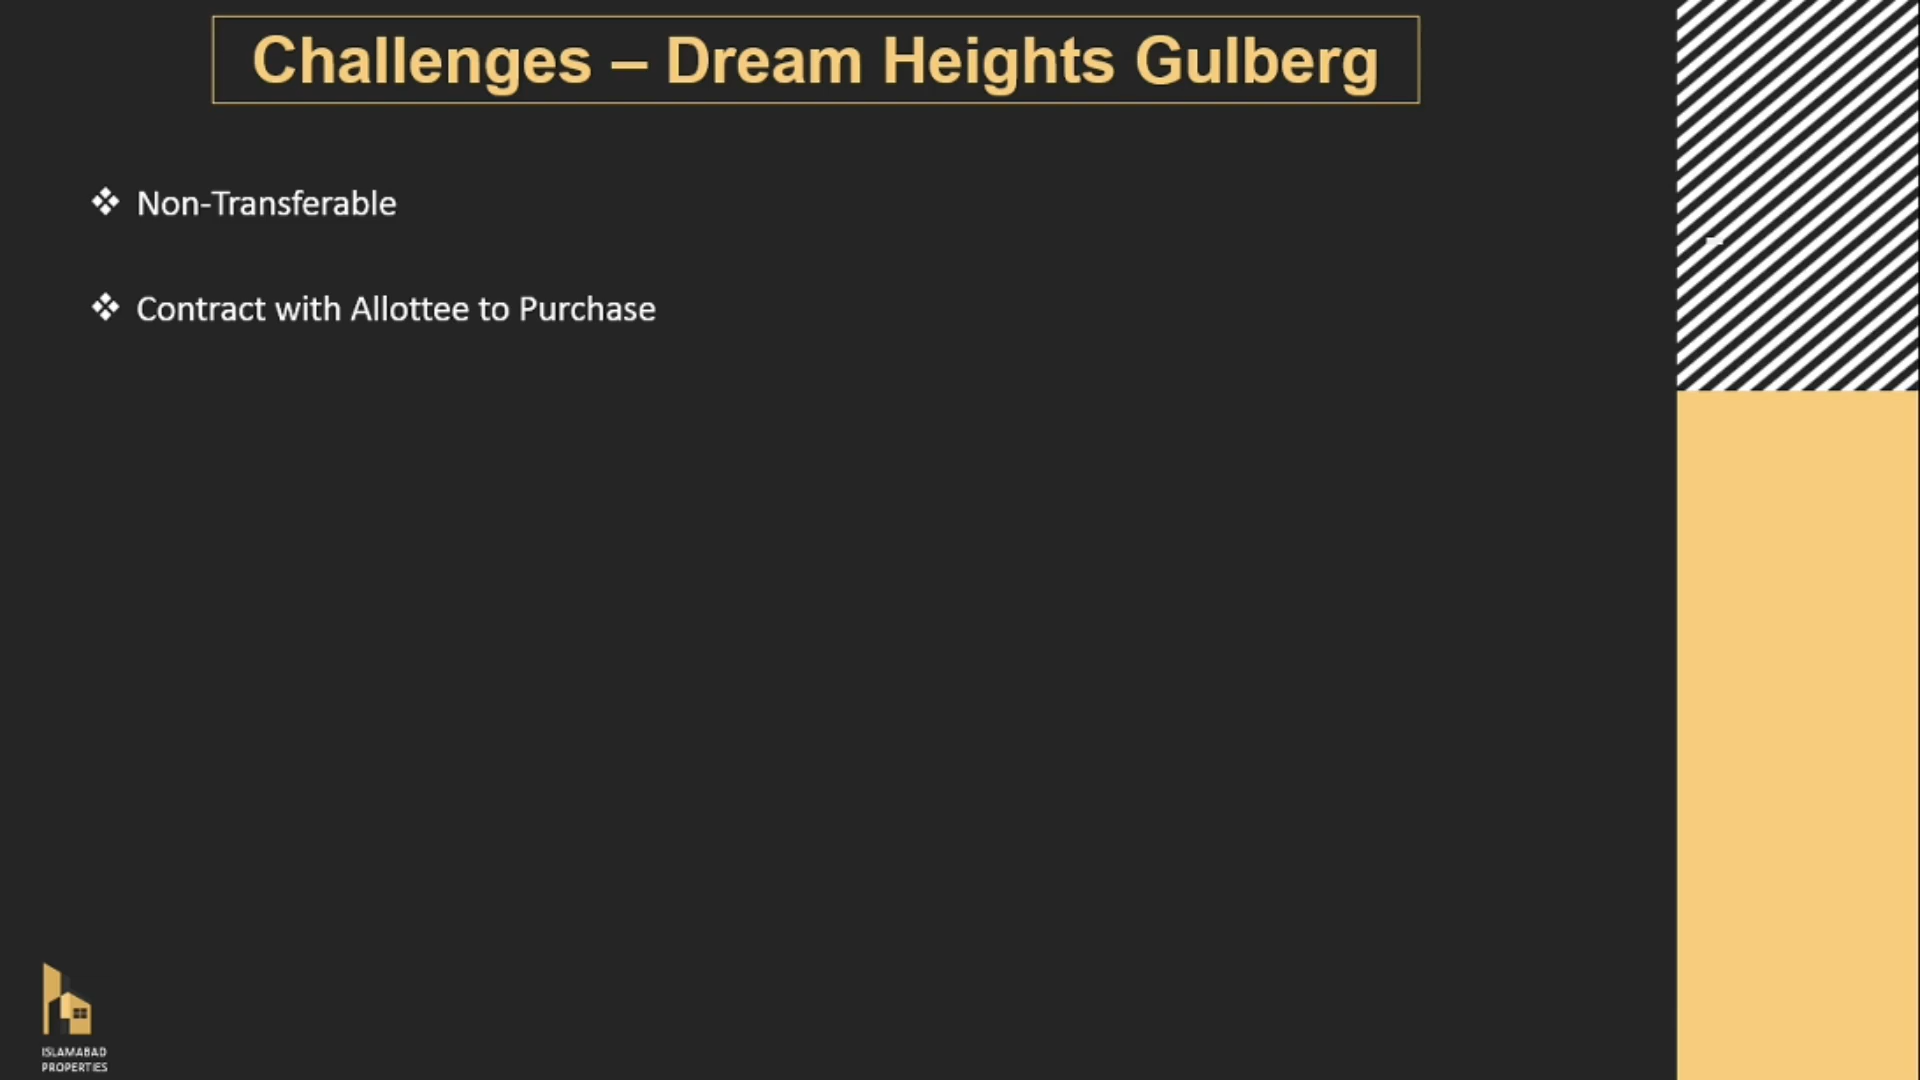 Challenges – Dream Heights Gulberg
❖ Non-Transferable
❖ Contract with Allottee to Purchase
ISLAMABAD
PROPERTIES